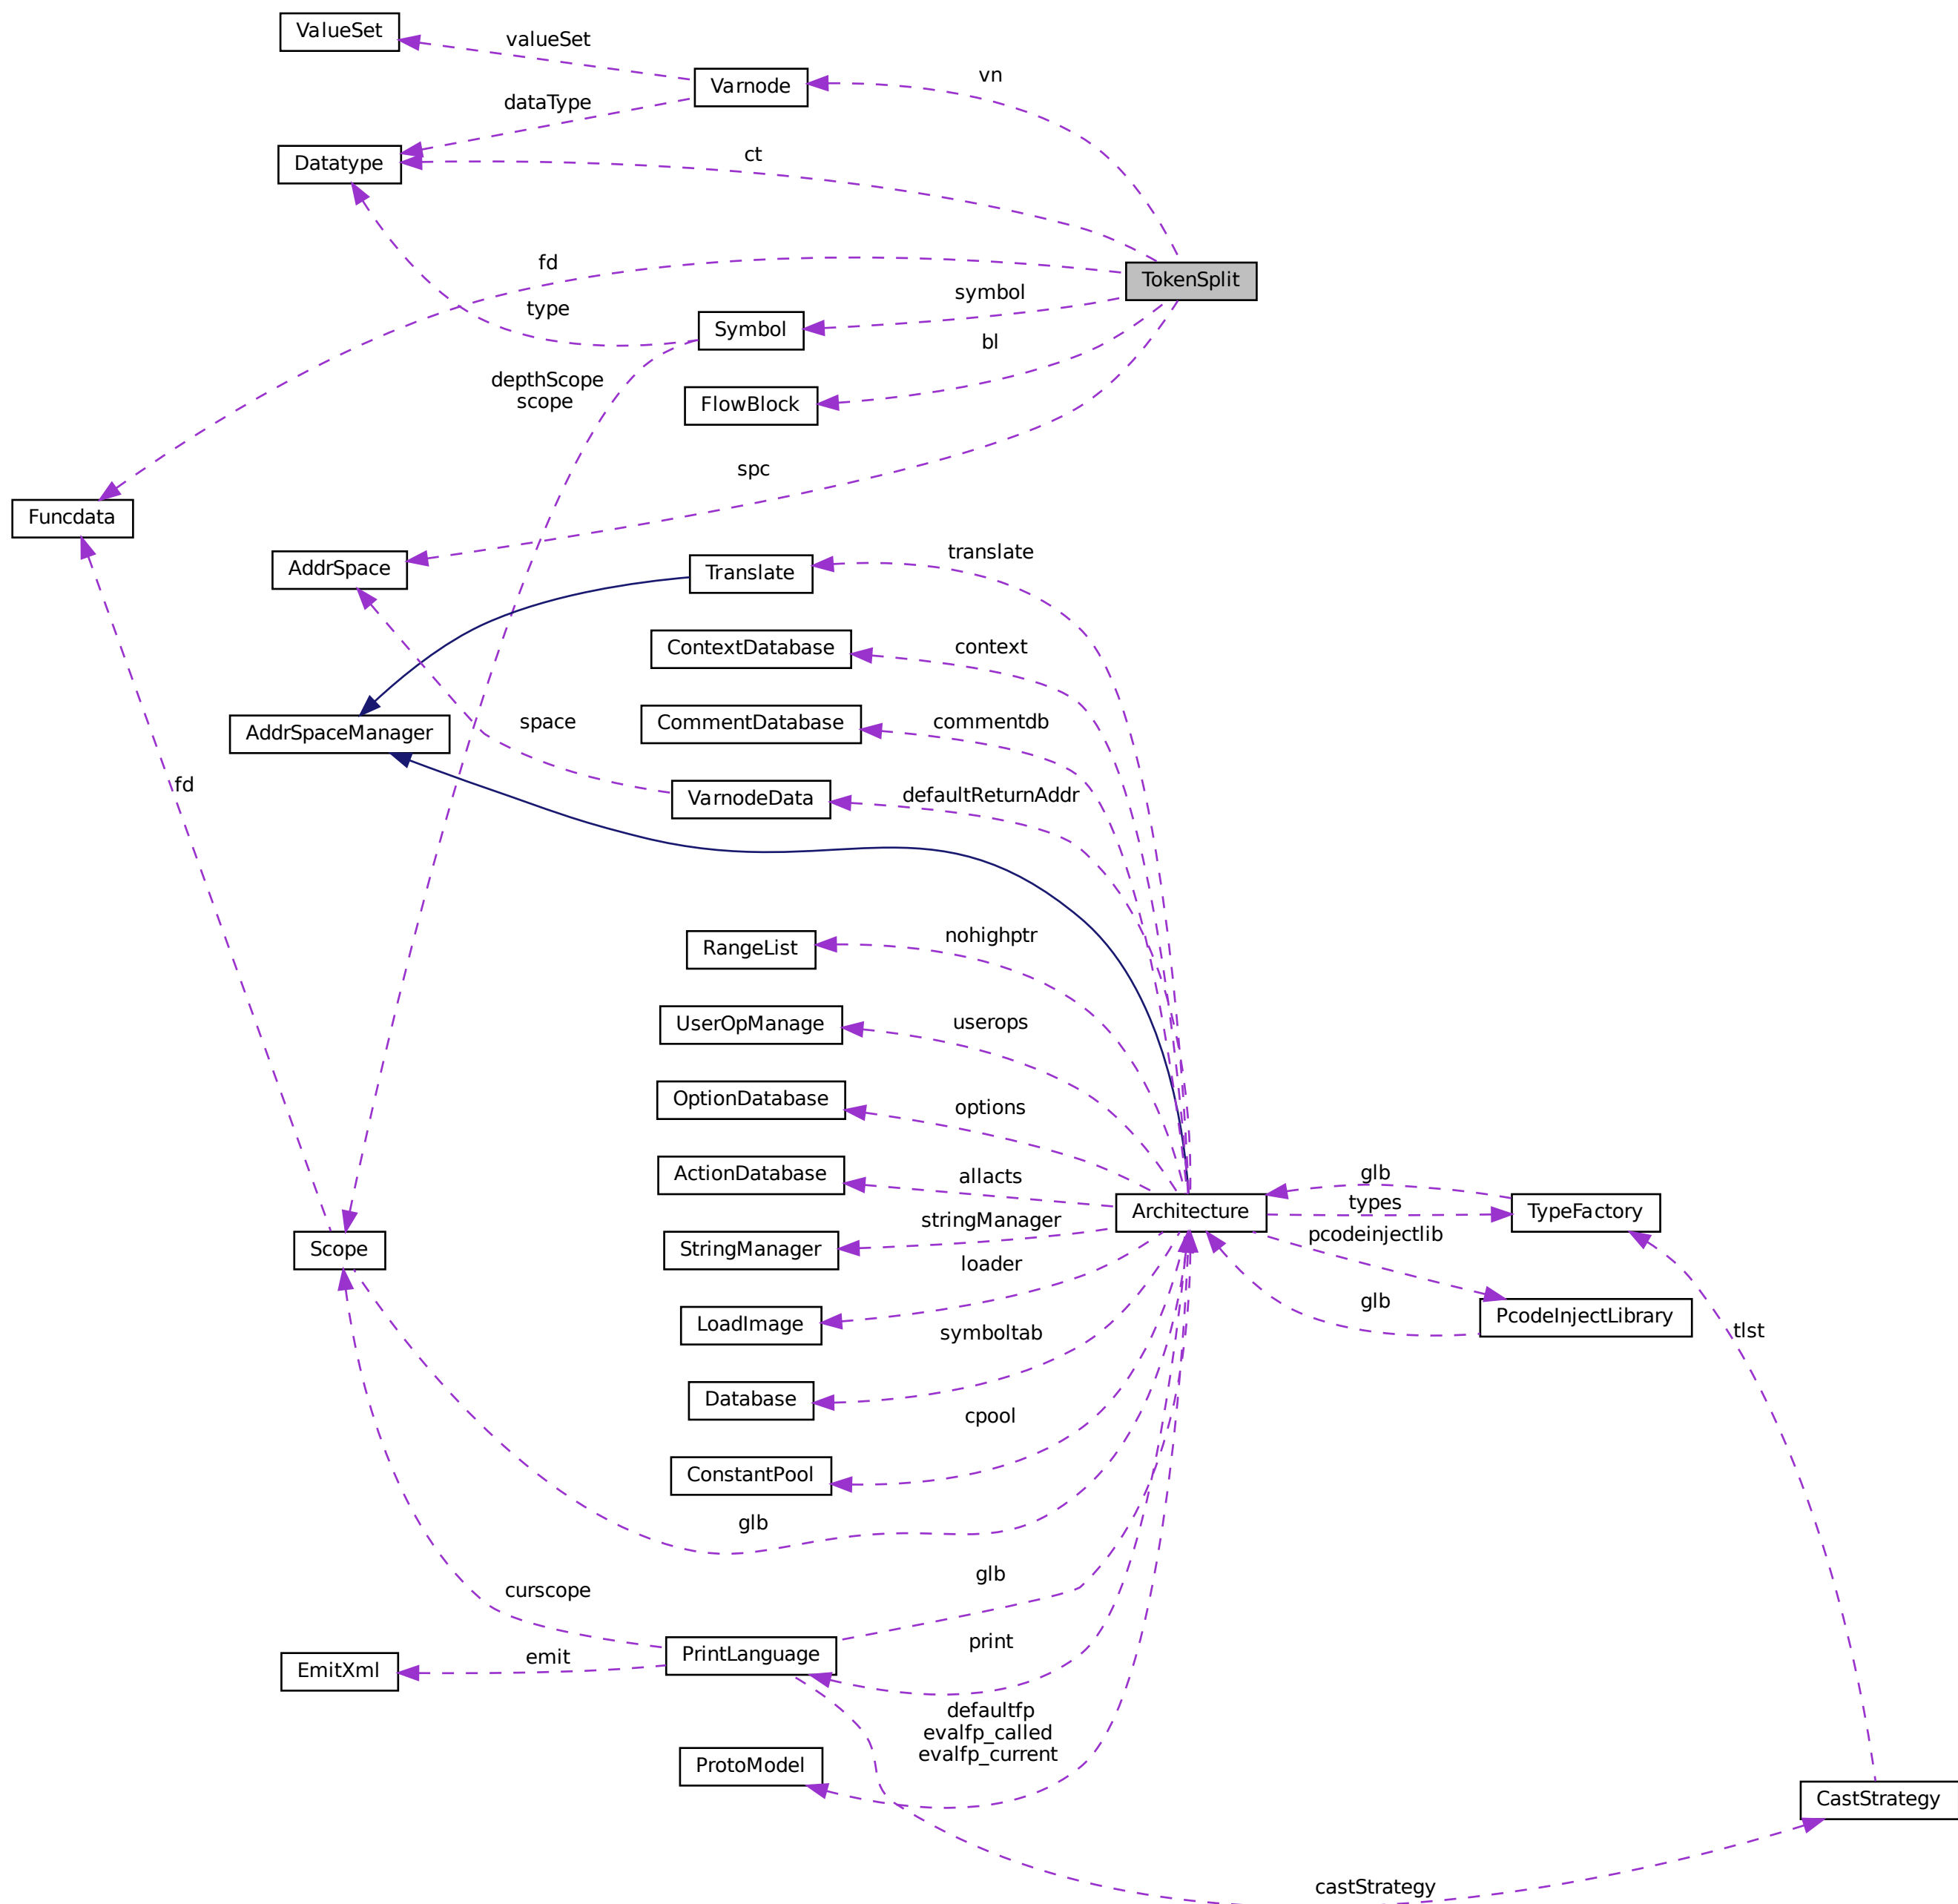 ValueSet
valueSet
vn
Varnode
dataType
ct
Datatype
fd
TokenSplit
symbol
type
Symbol
bl
depthScope
scope
FlowBlock
spc
Funcdata
AddrSpace
translate
Translate
context
ContextDatabase
space
commentdb
CommentDatabase
AddrSpaceManager
fd
defaultReturnAddr
VarnodeData
nohighptr
RangeList
userops
UserOpManage
options
OptionDatabase
allacts
ActionDatabase
glb
types
Architecture
TypeFactory
stringManager
pcodeinjectlib
StringManager
Scope
loader
glb
PcodeInjectLibrary
LoadImage
symboltab
tlst
Database
cpool
ConstantPool
glb
glb
curscope
print
PrintLanguage
emit
EmitXml
defaultfp
evalfp_called
evalfp_current
ProtoModel
CastStrategy
castStrategy